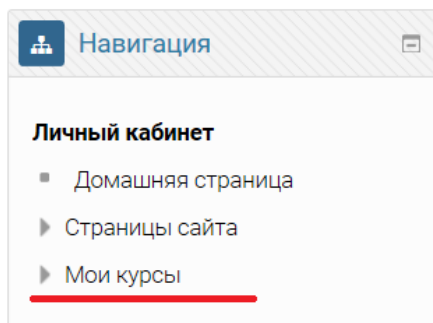 Навигация
Личный кабинет
Домашняя страница
Страницы сайта
Мои курсы